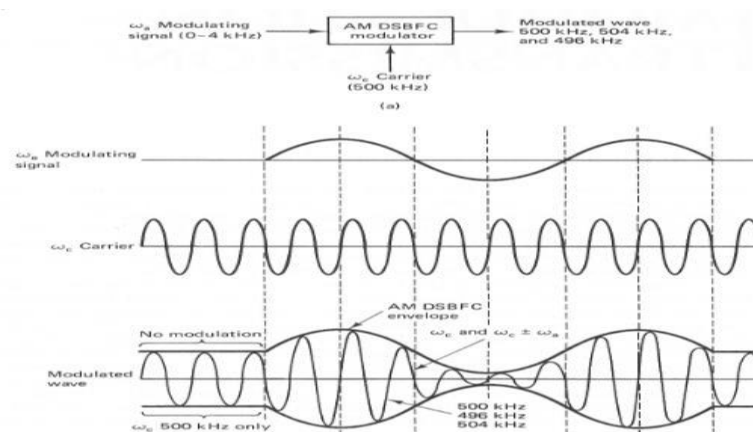 ωa Modulating
signal (0–4 kHz)
AM DSBFC
modulator
Modulated wave
500 kHz, 504 kHz,
and 496 kHz
ωc Carrier
(500 kHz)
(a)
ωa Modulating
signal
ωc Carrier
AM DSBFC
envelope
No modulation
ωc and ωc ± ωa
Modulated
wave
500 kHz
496 kHz
504 kHz
ωc 500 kHz only